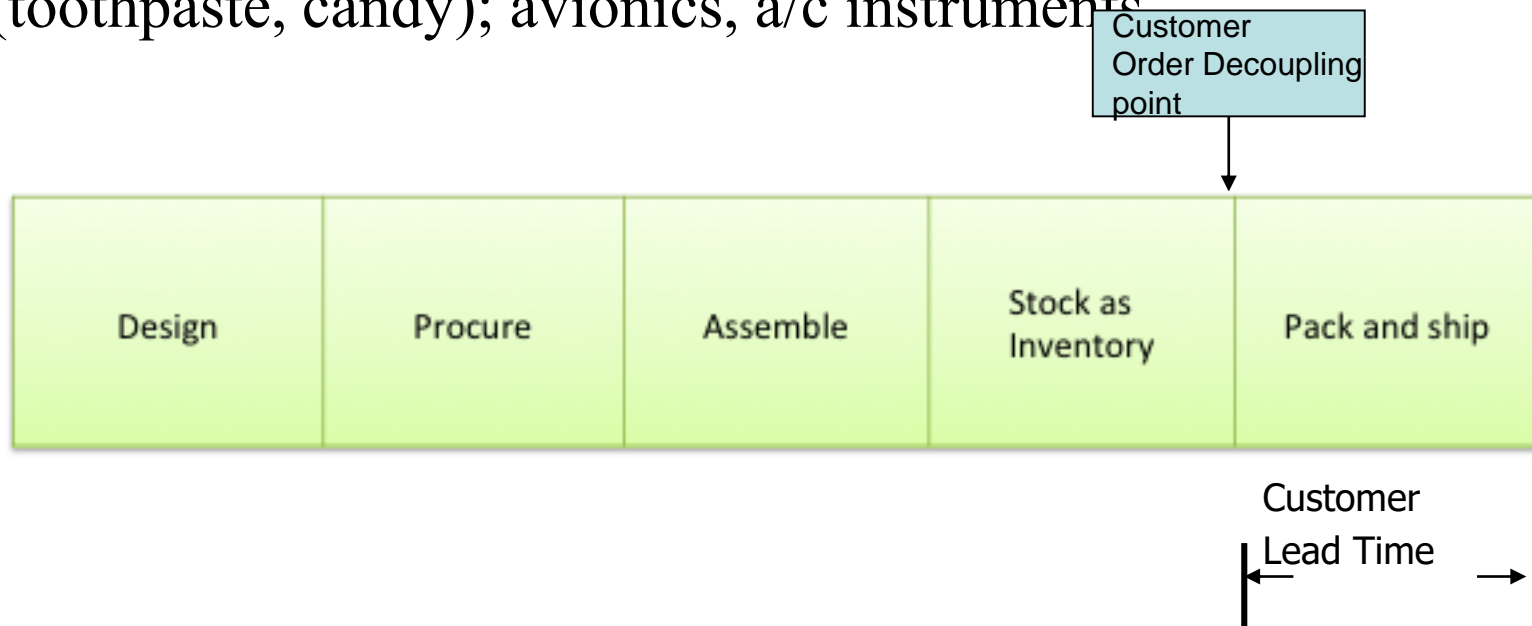 (toothpaste, candy); avionics, a/c instruments
Customer
Order Decoupling
point
Design
Procure
Assemble
Stock as
Inventory
Pack and ship
Customer
Lead Time